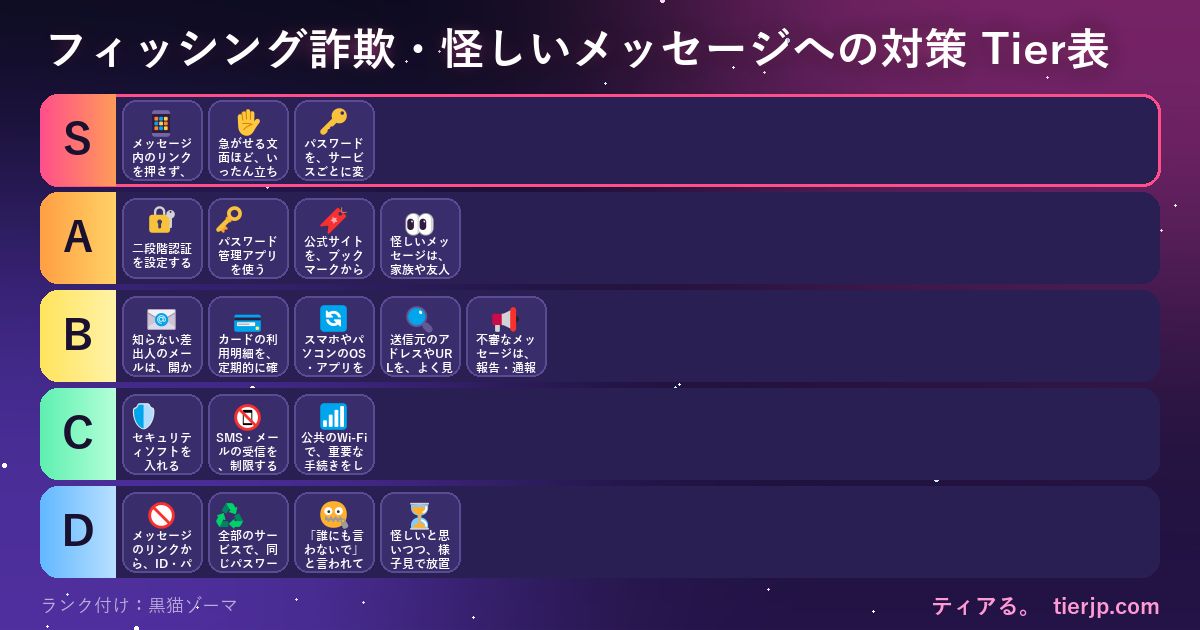 フィッシング詐欺・怪しいメッセージへの対策 Tier表
S
メッセージ
内のリンク
を押さず、
急がせる文
面ほど、い
ったん立ち
パスワード
を、サービ
スごとに変
A
二段階認証
を設定する
パスワード
管理アプリ
を使う
公式サイト
を、ブック
マークから
怪しいメッ
セージは、
家族や友人
B
知らない差
出人のメー
ルは、開か
カードの利
用明細を、
定期的に確
スマホやパ
ソコンのOS
・アプリを
送信元のア
ドレスやUR
Lを、よく見
不審なメッ
セージは、
報告・通報
C
セキュリテ
ィソフトを
入れる
SMS・メー
ルの受信を
、制限する
公共のWi-Fi
で、重要な
手続きをし
D
メッセージ
のリンクか
ら、ID・パ
全部のサー
ビスで、同
じパスワー
「誰にも言
わないで」
と言われて
怪しいと思
いつつ、様
子見で放置
ランク付け：黒猫ゾーマ
ティアる。 tierjp.com